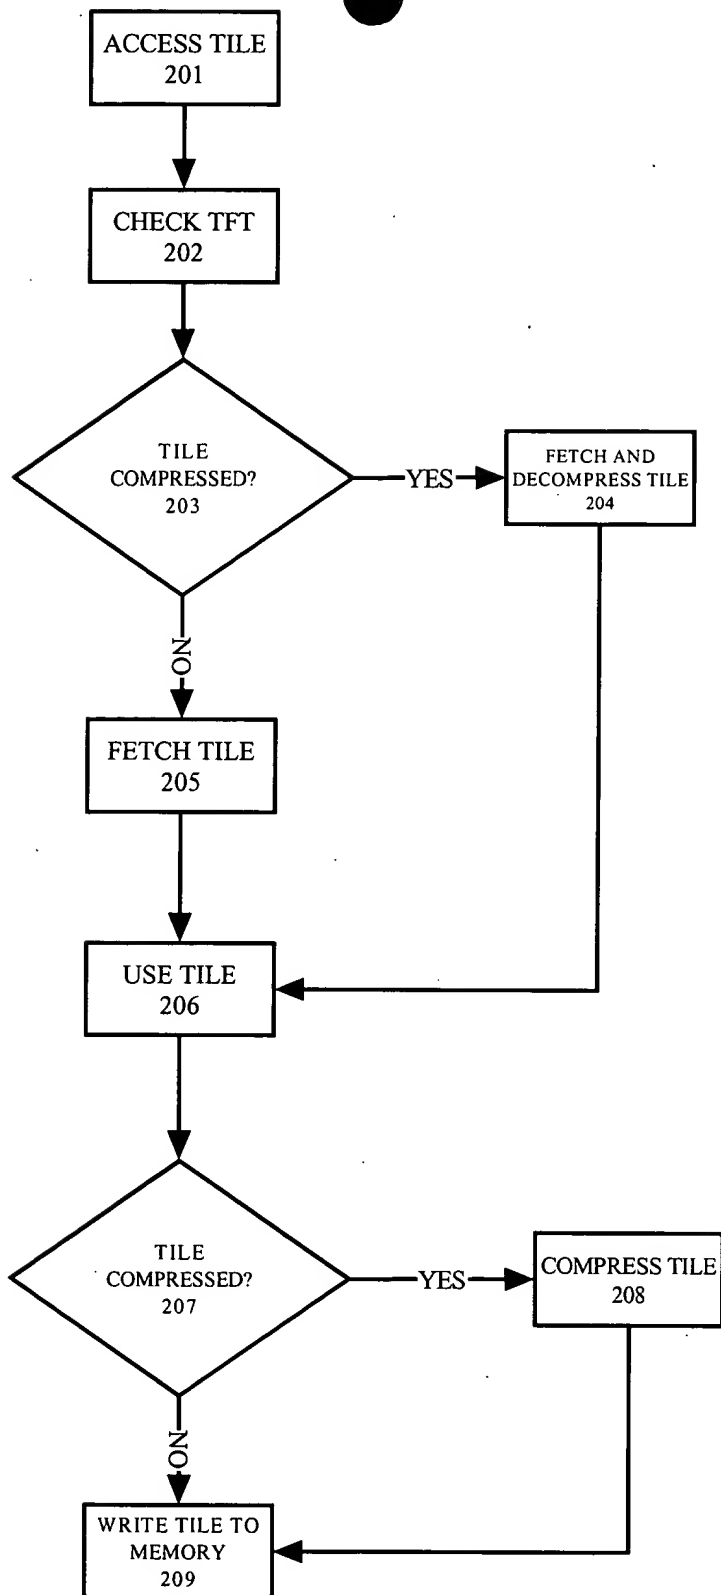 ACCESS TILE
201
CHECK TFT
202
TILE
COMPRESSED?
203
YES
FETCH AND
DECOMPRESS TILE
204
NO
FETCH TILE
205
USE TILE
206
TILE
COMPRESSED?
207
YES
COMPRESS TILE
208
NO
WRITE TILE TO
MEMORY
209